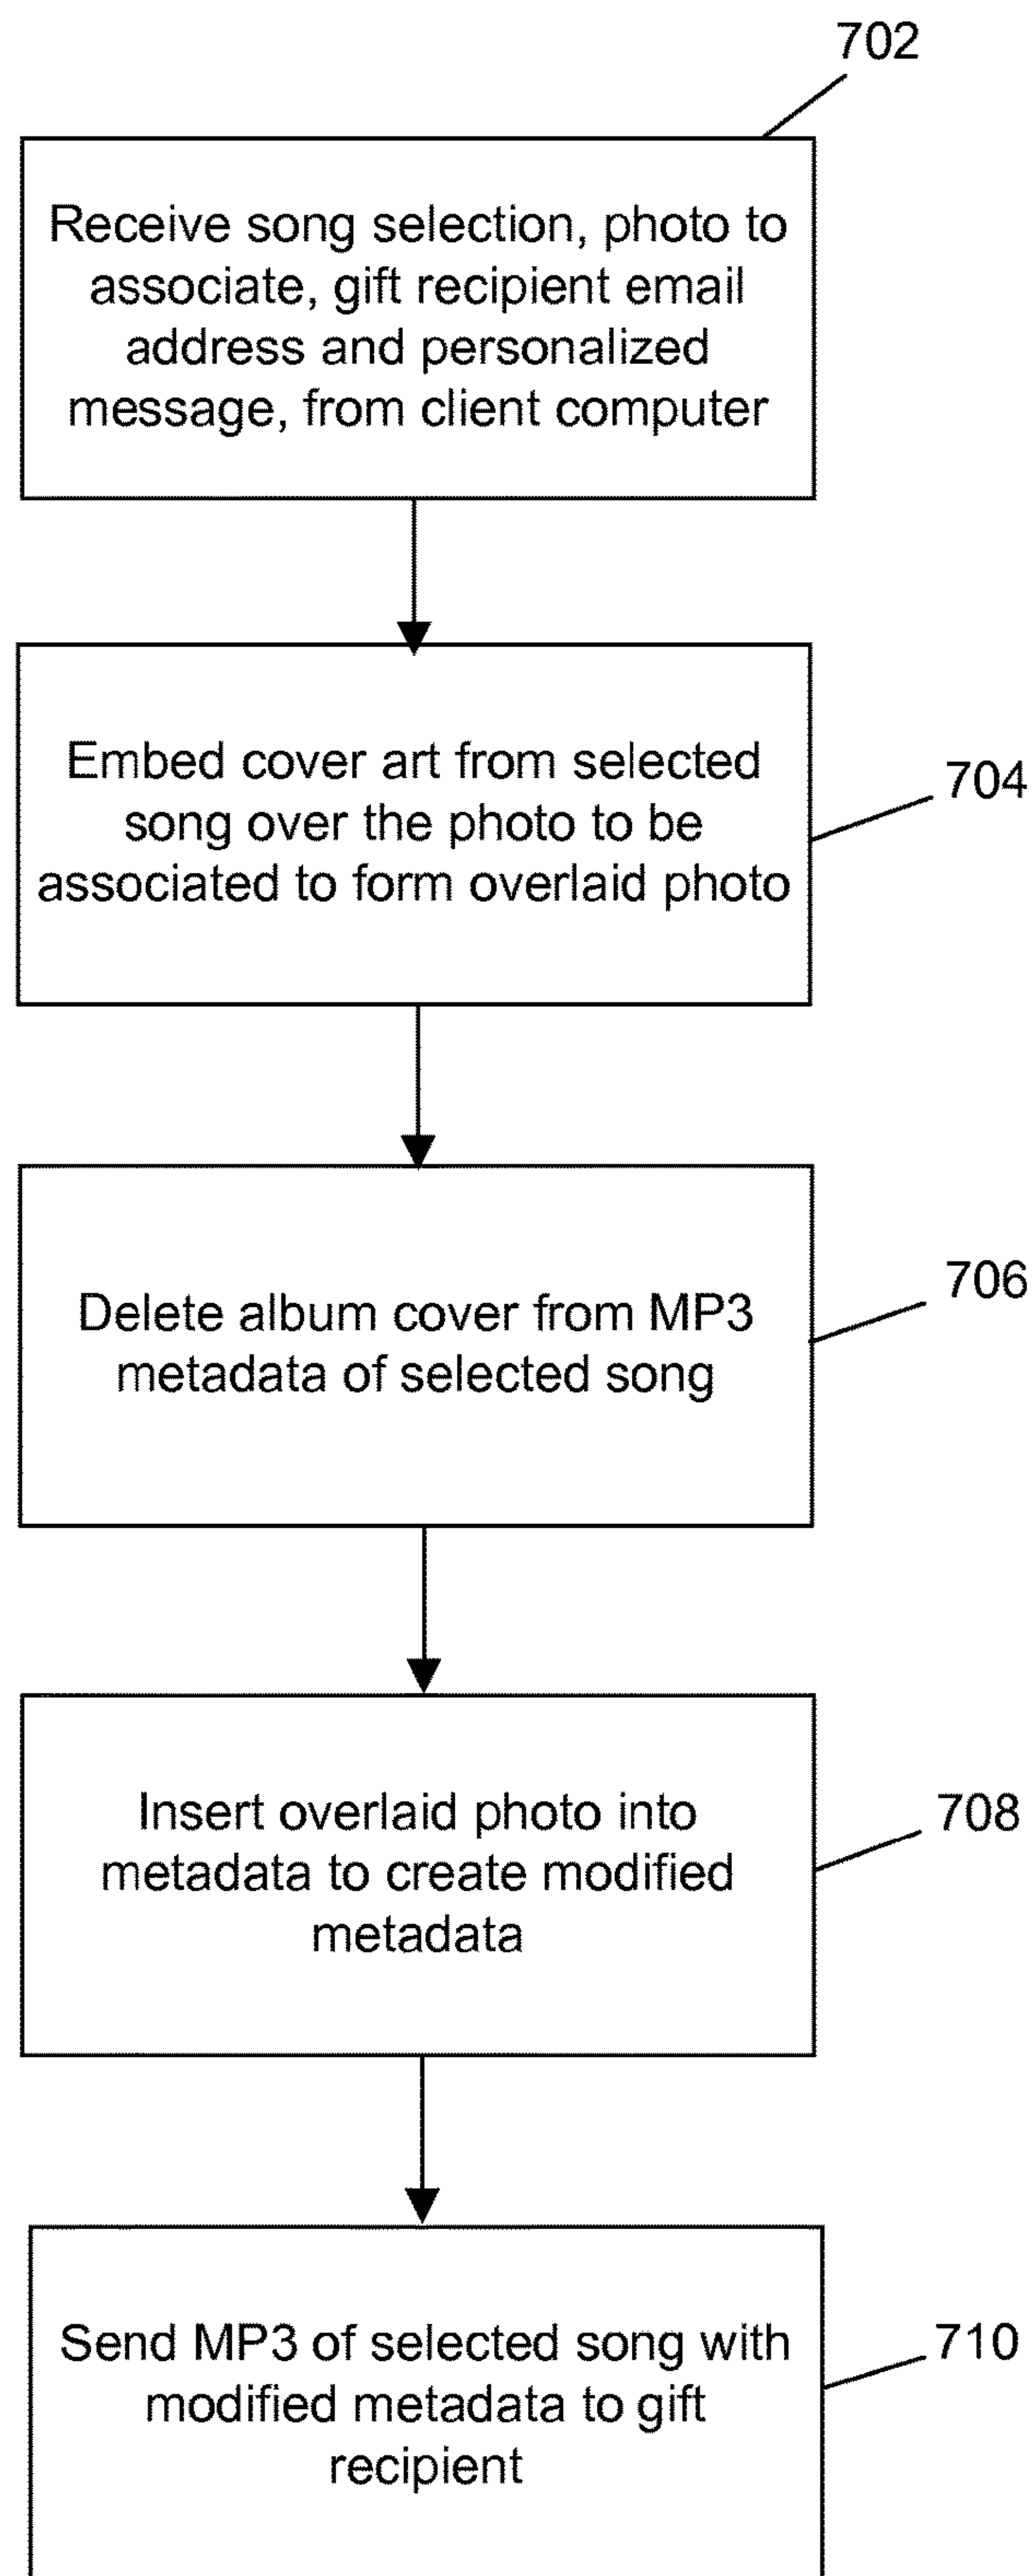 702
Receive song selection, photo to
associate, gift recipient email
address and personalized
message, from client computer
Embed cover art from selected
song over the photo to be
associated to form overlaid photo
704
Delete album cover from MP3
metadata of selected song
706
Insert overlaid photo into
metadata to create modified
metadata
708
Send MP3 of selected song with
modified metadata to gift
recipient
710